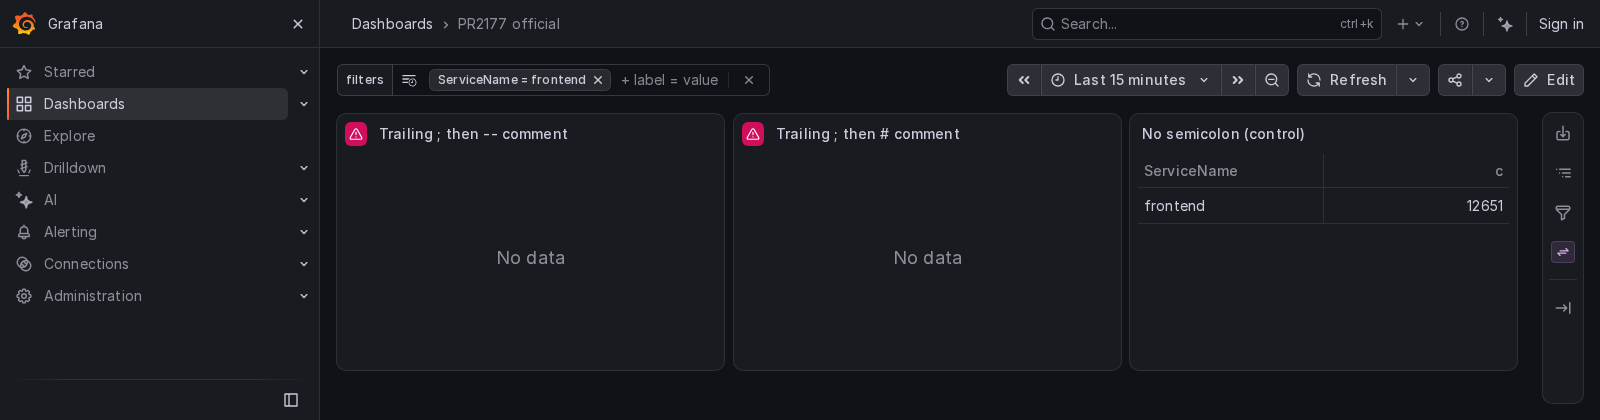 Grafana
Dashboards › PR2177 official
Search...
ctrl+k
Sign in
Starred
Dashboards
Explore
Drilldown
AI
Alerting
Connections
Administration
filters
ServiceName = frontend
+ label = value
Last 15 minutes
Refresh
Edit
Trailing ; then -- comment
No data
Trailing ; then # comment
No data
No semicolon (control)
ServiceName c
frontend 12651